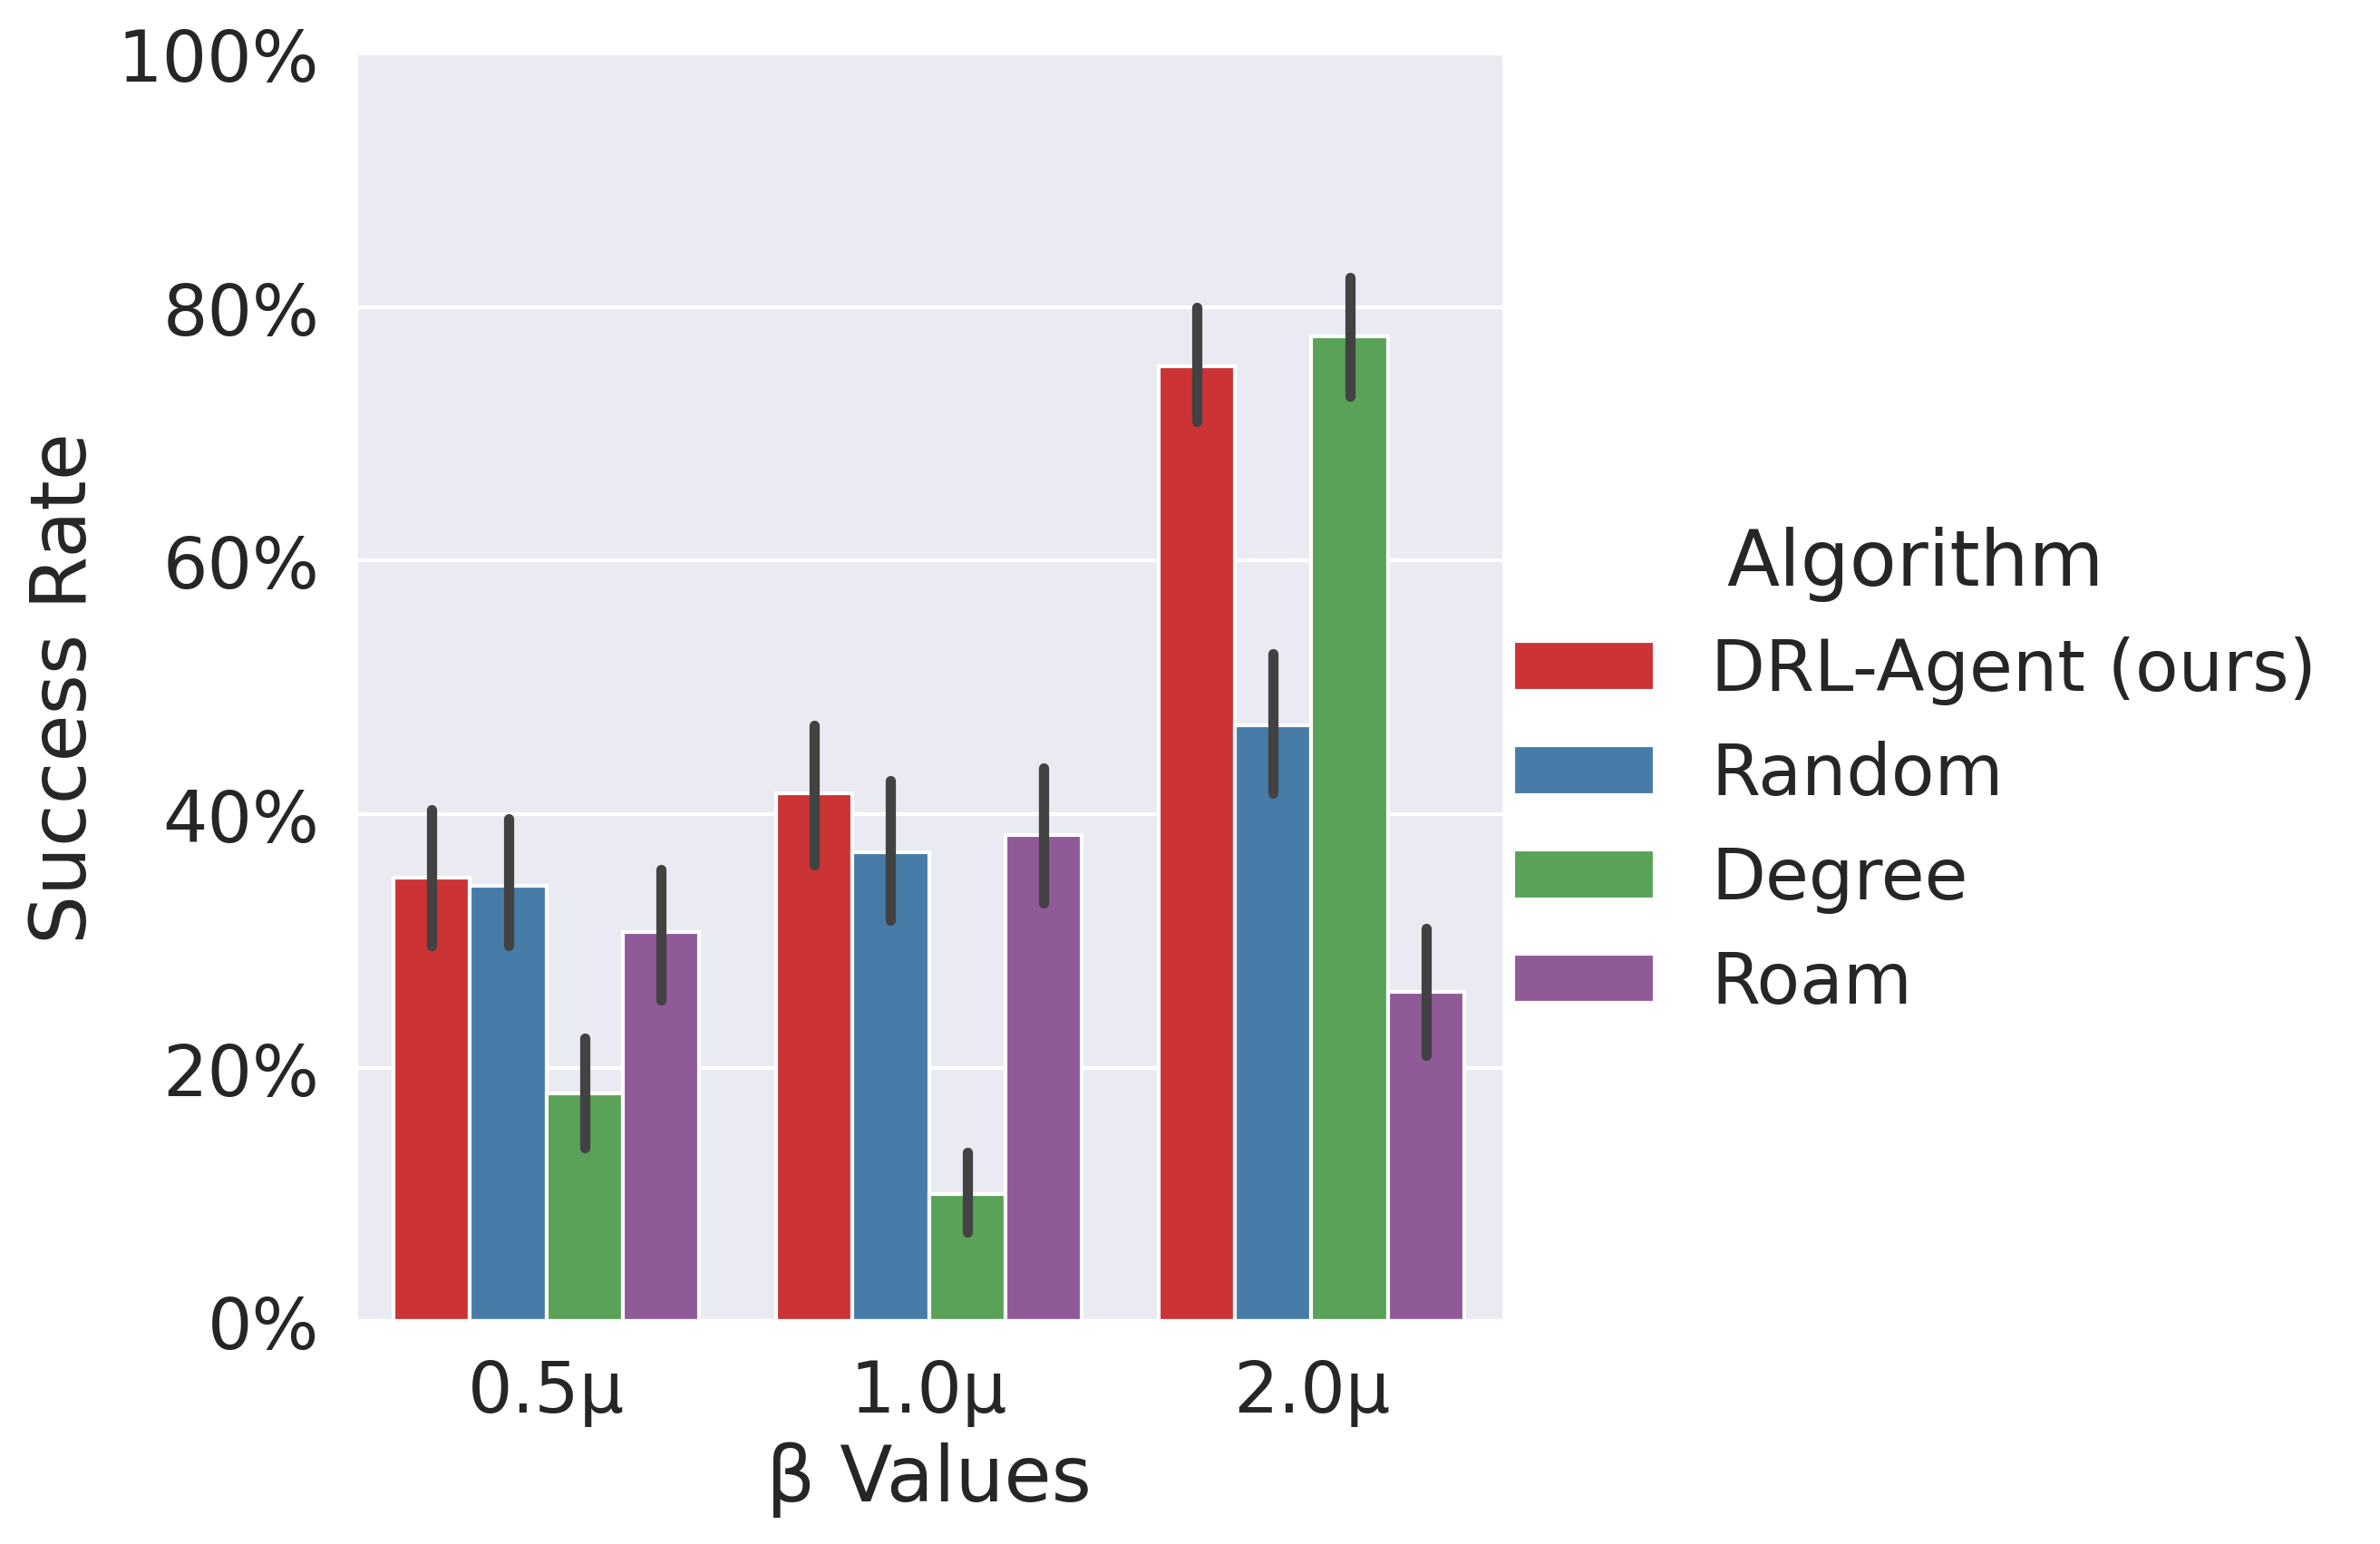 100%
80%
60%
40%
20%
0%
Success Rate
0.5μ
1.0μ
2.0μ
β Values
Algorithm
DRL-Agent (ours)
Random
Degree
Roam